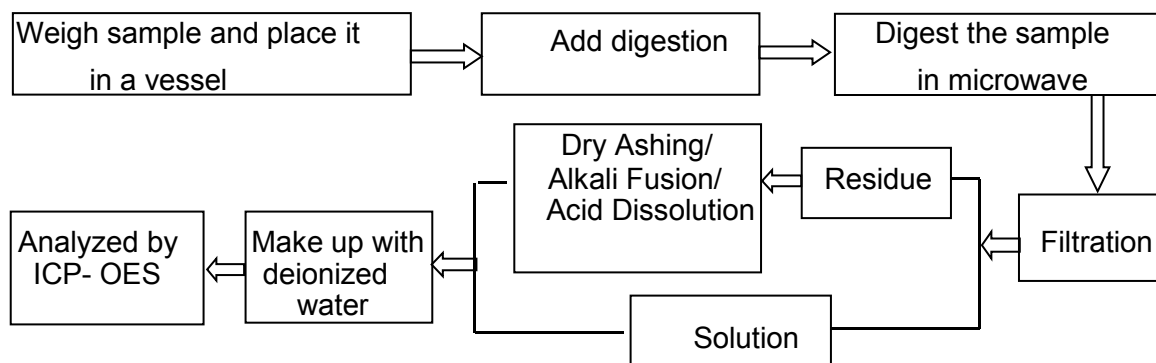 Weigh sample and place it
in a vessel
Add digestion
Digest the sample
in microwave
Dry Ashing/
Alkali Fusion/
Acid Dissolution
Residue
Filtration
Analyzed by
ICP- OES
Make up with
deionized
water
Solution